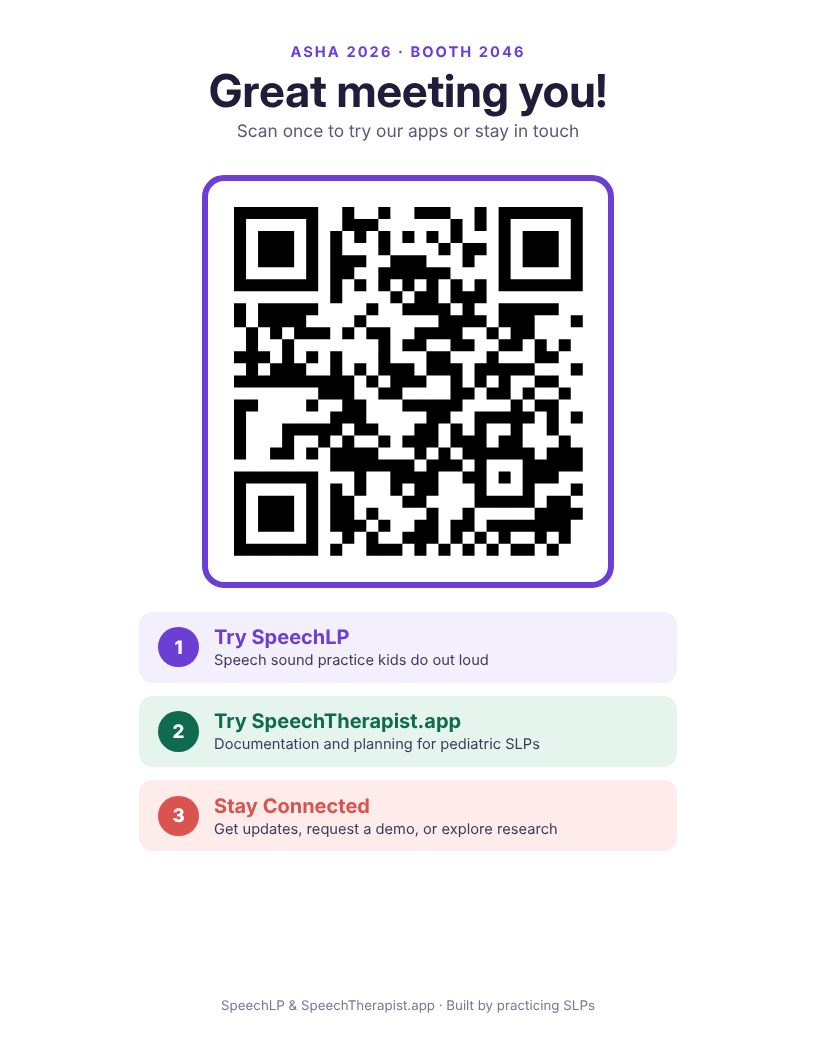 ASHA 2026 · BOOTH 2046
Great meeting you!
Scan once to try our apps or stay in touch
1
Try SpeechLP
Speech sound practice kids do out loud
2
Try SpeechTherapist.app
Documentation and planning for pediatric SLPs
3
Stay Connected
Get updates, request a demo, or explore research
SpeechLP & SpeechTherapist.app · Built by practicing SLPs